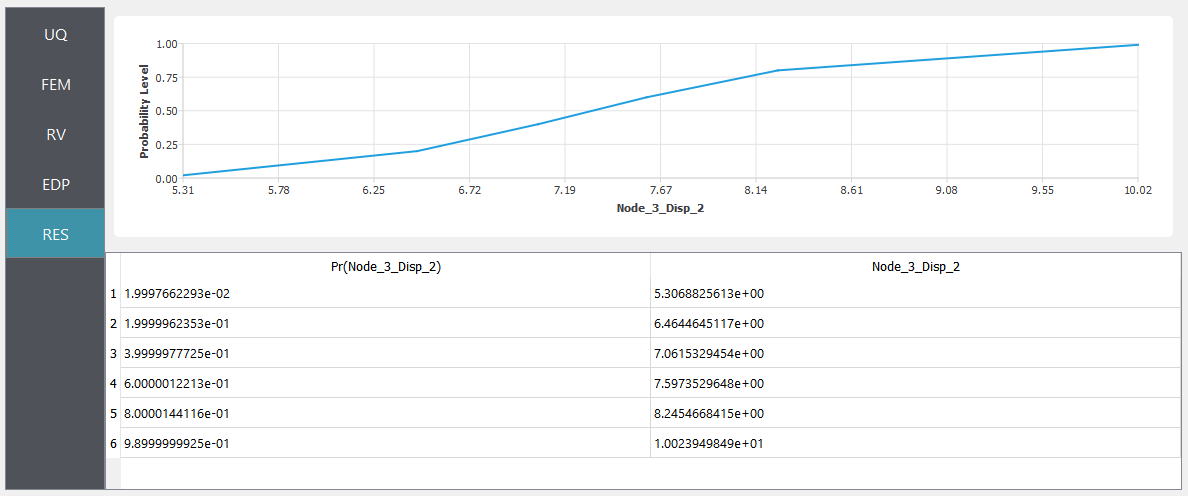 UQ
FEM
RV
EDP
RES
Probability Level
1.00
0.75
0.50
0.25
0.00
5.31 5.78 6.25 6.72 7.19 7.67 8.14 8.61 9.08 9.55 10.02
Node_3_Disp_2
Pr(Node_3_Disp_2) Node_3_Disp_2
1 1.9997662293e-02 5.3068825613e+00
2 1.9999962353e-01 6.4644645117e+00
3 3.9999977725e-01 7.0615329454e+00
4 6.0000012213e-01 7.5973529648e+00
5 8.0000144116e-01 8.2454668415e+00
6 9.8999999925e-01 1.0023949849e+01